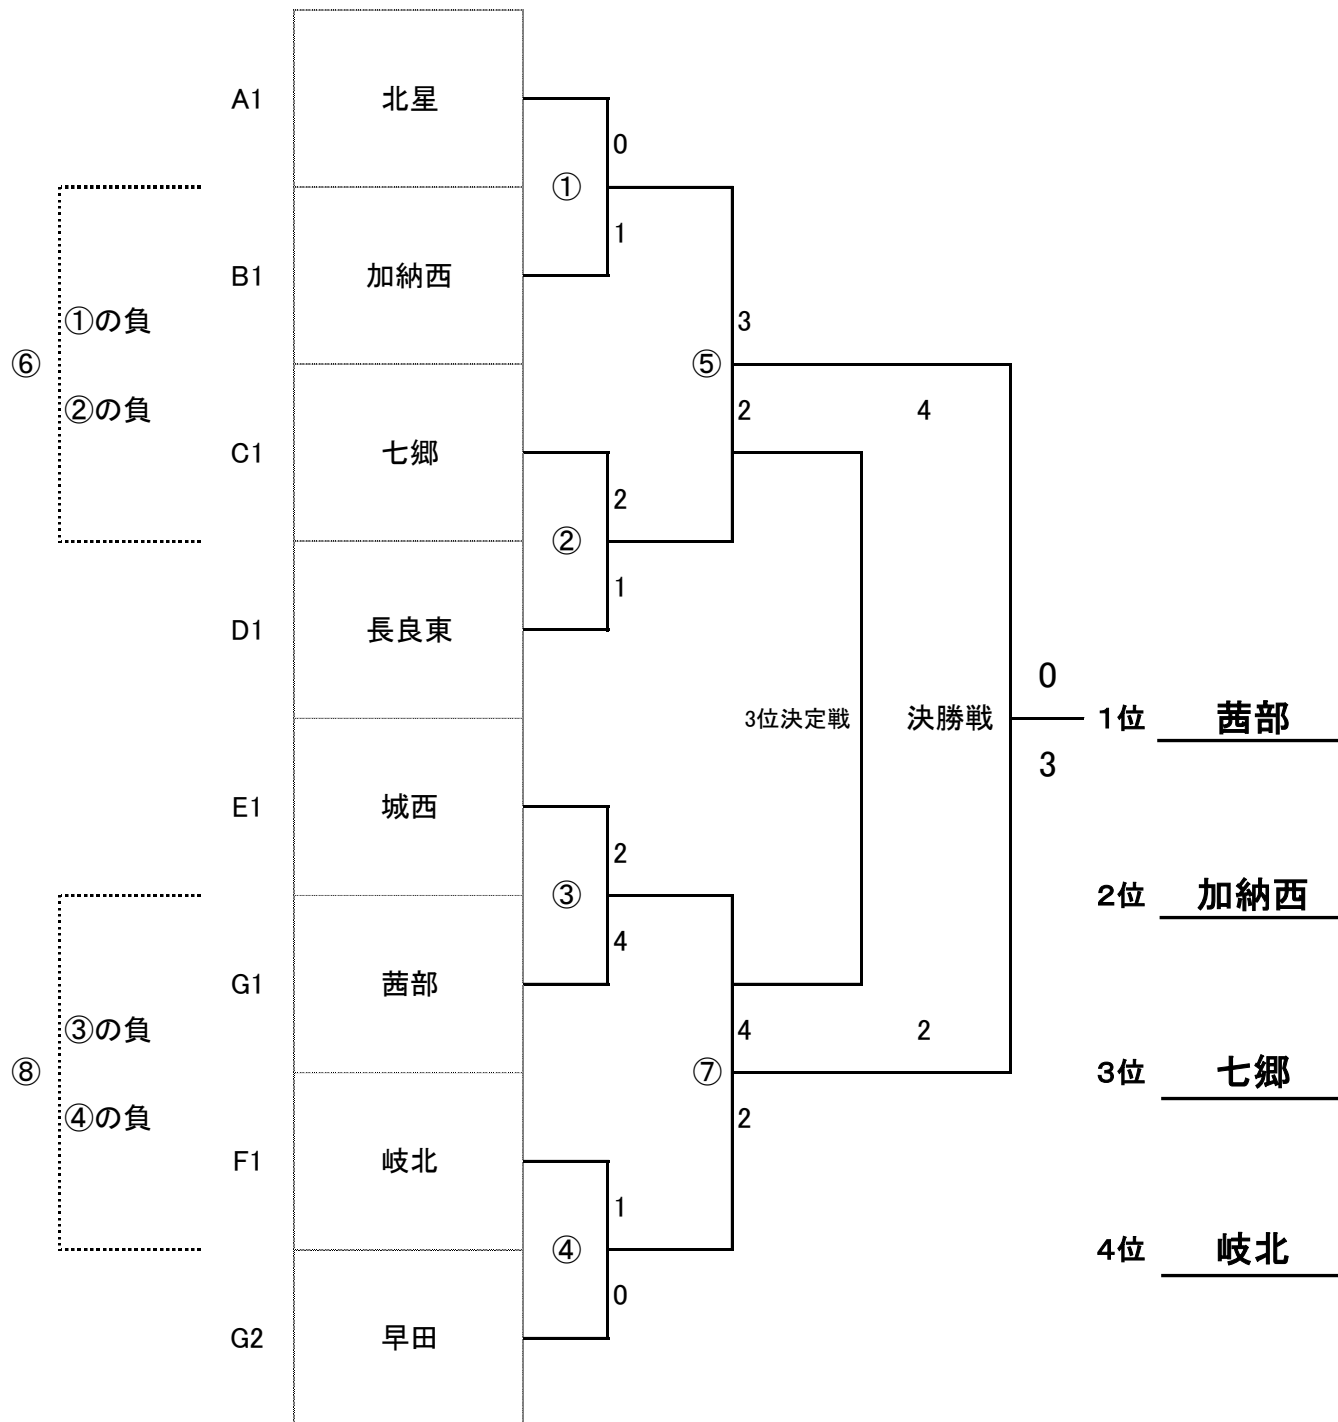 A1 北星
0
①
1
B1 加納西
①の負
3
⑥
⑤
②の負
2
4
C1 七郷
2
②
1
D1 長良東
0
3位決定戦 決勝戦
1位 茜部
3
E1 城西
2
③
2位 加納西
4
G1 茜部
③の負
4
2
⑧
⑦
3位 七郷
④の負
2
F1 岐北
1
④
4位 岐北
0
G2 早田